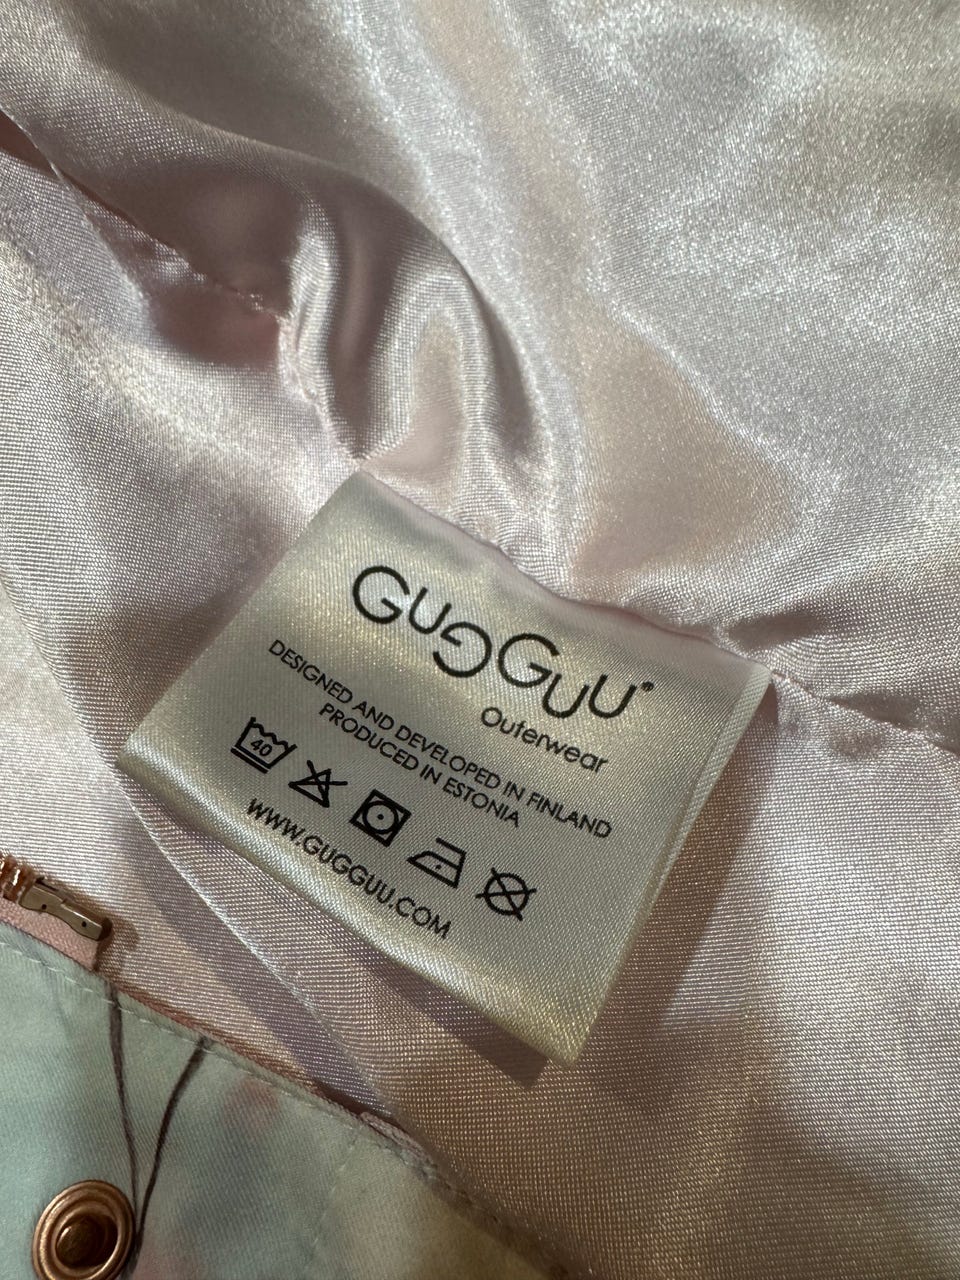 GUGGUU®
Outerwear
DESIGNED AND DEVELOPED IN FINLAND
PRODUCED IN ESTONIA
40
WWW.GUGGUU.COM